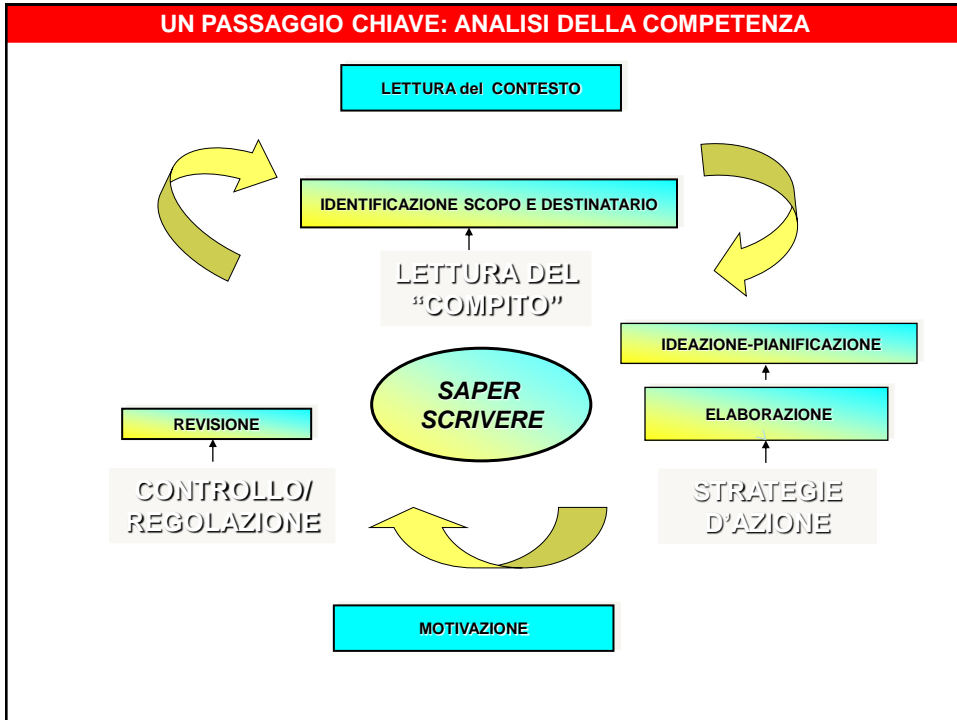 UN PASSAGGIO CHIAVE: ANALISI DELLA COMPETENZA
LETTURA del CONTESTO
IDENTIFICAZIONE SCOPO E DESTINATARIO
LETTURA DEL
“COMPITO”
IDEAZIONE-PIANIFICAZIONE
SAPER
SCRIVERE
ELABORAZIONE
REVISIONE
CONTROLLO/
REGOLAZIONE
STRATEGIE
D’AZIONE
MOTIVAZIONE